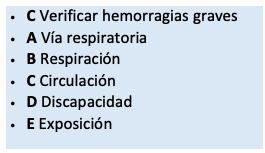 • C Verificar hemorragias graves
• A Vía respiratoria
• B Respiración
• C Circulación
• D Discapacidad
• E Exposición